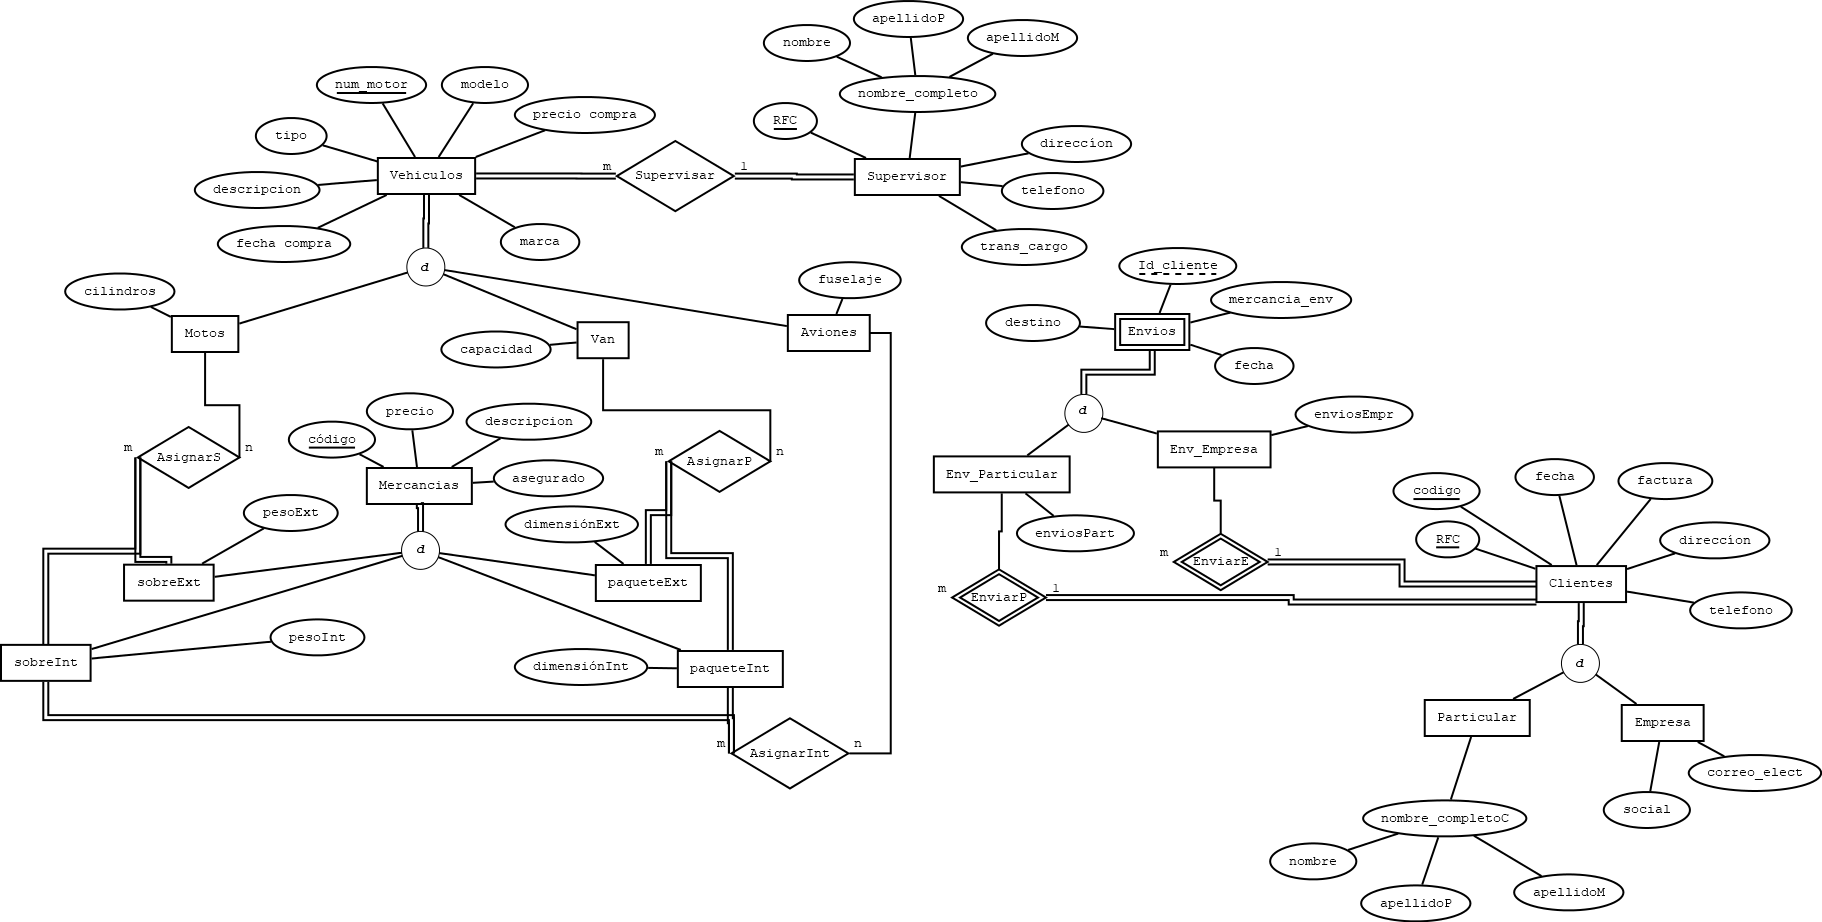 apellidoP
nombre
apellidoM
num_motor
modelo
nombre_completo
precio compra
RFC
tipo
direccíon
m
1
Vehiculos
Supervisar
Supervisor
descripcion
telefono
fecha compra
marca
trans_cargo
d
Id_cliente
fuselaje
cilindros
mercancia_env
destino
Envios
Motos
Aviones
Van
capacidad
fecha
precio
d
enviosEmpr
descripcion
código
m
n
AsignarS
m
n
AsignarP
Env_Empresa
Mercancias
asegurado
Env_Particular
fecha
factura
codigo
pesoExt
dimensiónExt
enviosPart
RFC
direccíon
d
m
1
EnviarE
sobreExt
paqueteExt
Clientes
m
1
EnviarP
telefono
pesoInt
sobreInt
dimensiónInt
paqueteInt
d
Particular
Empresa
m
n
AsignarInt
correo_elect
social
nombre_completoC
nombre
apellidoM
apellidoP